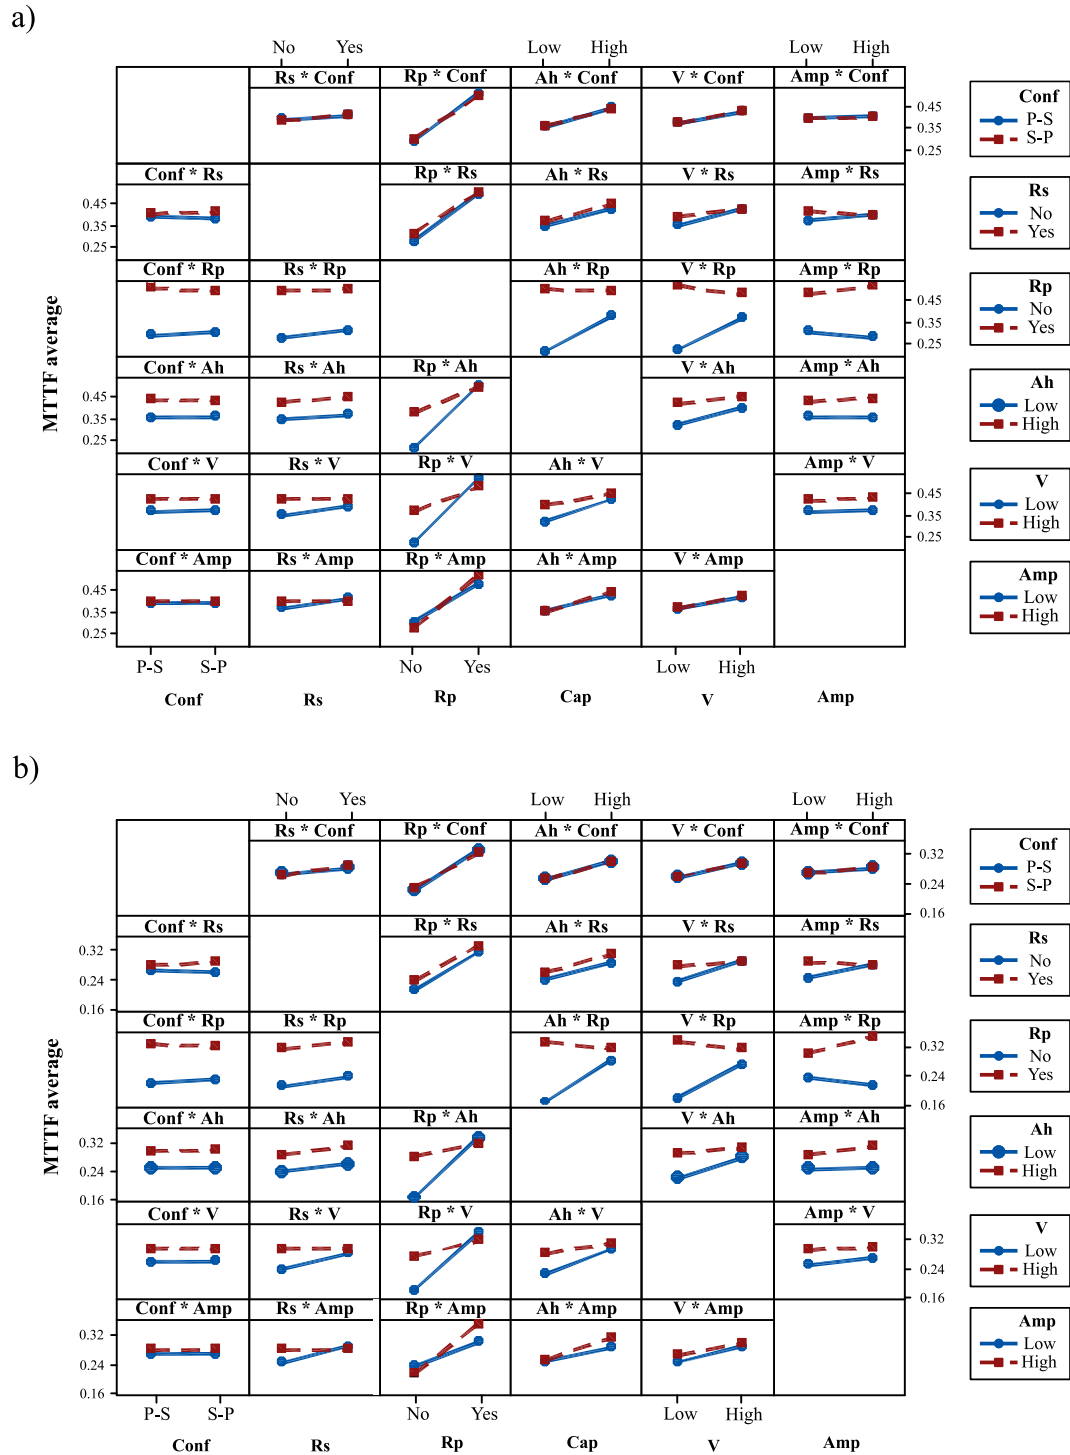 a)
No Yes Low High Low High
Rs * Conf Rp * Conf Ah * Conf V * Conf Amp * Conf
0.45
0.35
0.25
Conf
P-S
S-P
Conf * Rs Rp * Rs Ah * Rs V * Rs Amp * Rs
0.45
0.35
0.25
Rs
No
Yes
Conf * Rp Rs * Rp Ah * Rp V * Rp Amp * Rp
0.45
0.35
0.25
Rp
No
Yes
MTTF average
Conf * Ah Rs * Ah Rp * Ah V * Ah Amp * Ah
0.45
0.35
0.25
Ah
Low
High
Conf * V Rs * V Rp * V Ah * V Amp * V
0.45
0.35
0.25
V
Low
High
Conf * Amp Rs * Amp Rp * Amp Ah * Amp V * Amp
0.45
0.35
0.25
Amp
Low
High
P-S S-P No Yes Low High
Conf Rs Rp Cap V Amp
b)
No Yes Low High Low High
Rs * Conf Rp * Conf Ah * Conf V * Conf Amp * Conf
0.32
0.24
0.16
Conf
P-S
S-P
Conf * Rs Rp * Rs Ah * Rs V * Rs Amp * Rs
0.32
0.24
0.16
Rs
No
Yes
Conf * Rp Rs * Rp Ah * Rp V * Rp Amp * Rp
0.32
0.24
0.16
Rp
No
Yes
MTTF average
Conf * Ah Rs * Ah Rp * Ah V * Ah Amp * Ah
0.32
0.24
0.16
Ah
Low
High
Conf * V Rs * V Rp * V Ah * V Amp * V
0.32
0.24
0.16
V
Low
High
Conf * Amp Rs * Amp Rp * Amp Ah * Amp V * Amp
0.32
0.24
0.16
Amp
Low
High
P-S S-P No Yes Low High
Conf Rs Rp Cap V Amp